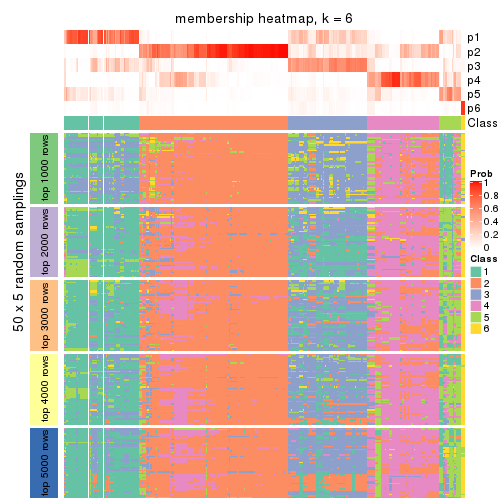 membership heatmap, k = 6
p1
p2
p3
p4
p5
p6
Class
50 x 5 random samplings
top 1000 rows
top 2000 rows
top 3000 rows
top 4000 rows
top 5000 rows
Prob
1
0.8
0.6
0.4
0.2
0
Class
1
2
3
4
5
6